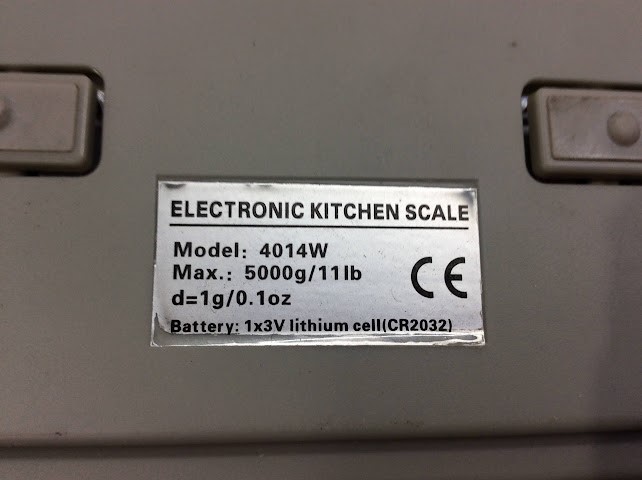 ELECTRONIC KITCHEN SCALE
Model: 4014W
Max.: 5000g/11lb
d=1g/0.1oz
CE
Battery: 1x3V lithium cell(CR2032)